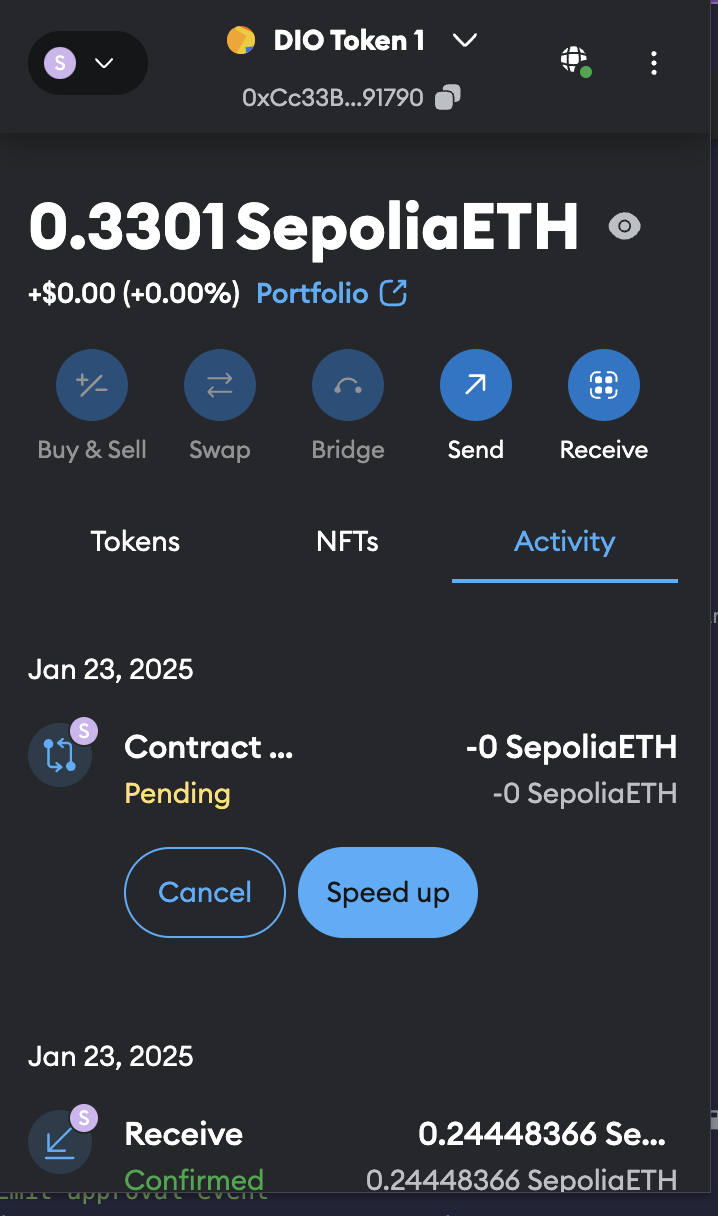 S
DIO Token 1
0xCc33B...91790
0.3301 SepoliaETH
+$0.00 (+0.00%) Portfolio
Buy & Sell Swap Bridge Send Receive
Tokens NFTs Activity
Jan 23, 2025
S
Contract ... -0 SepoliaETH
Pending -0 SepoliaETH
Cancel Speed up
Jan 23, 2025
S
Receive 0.24448366 Se...
Confirmed 0.24448366 SepoliaETH
approval event